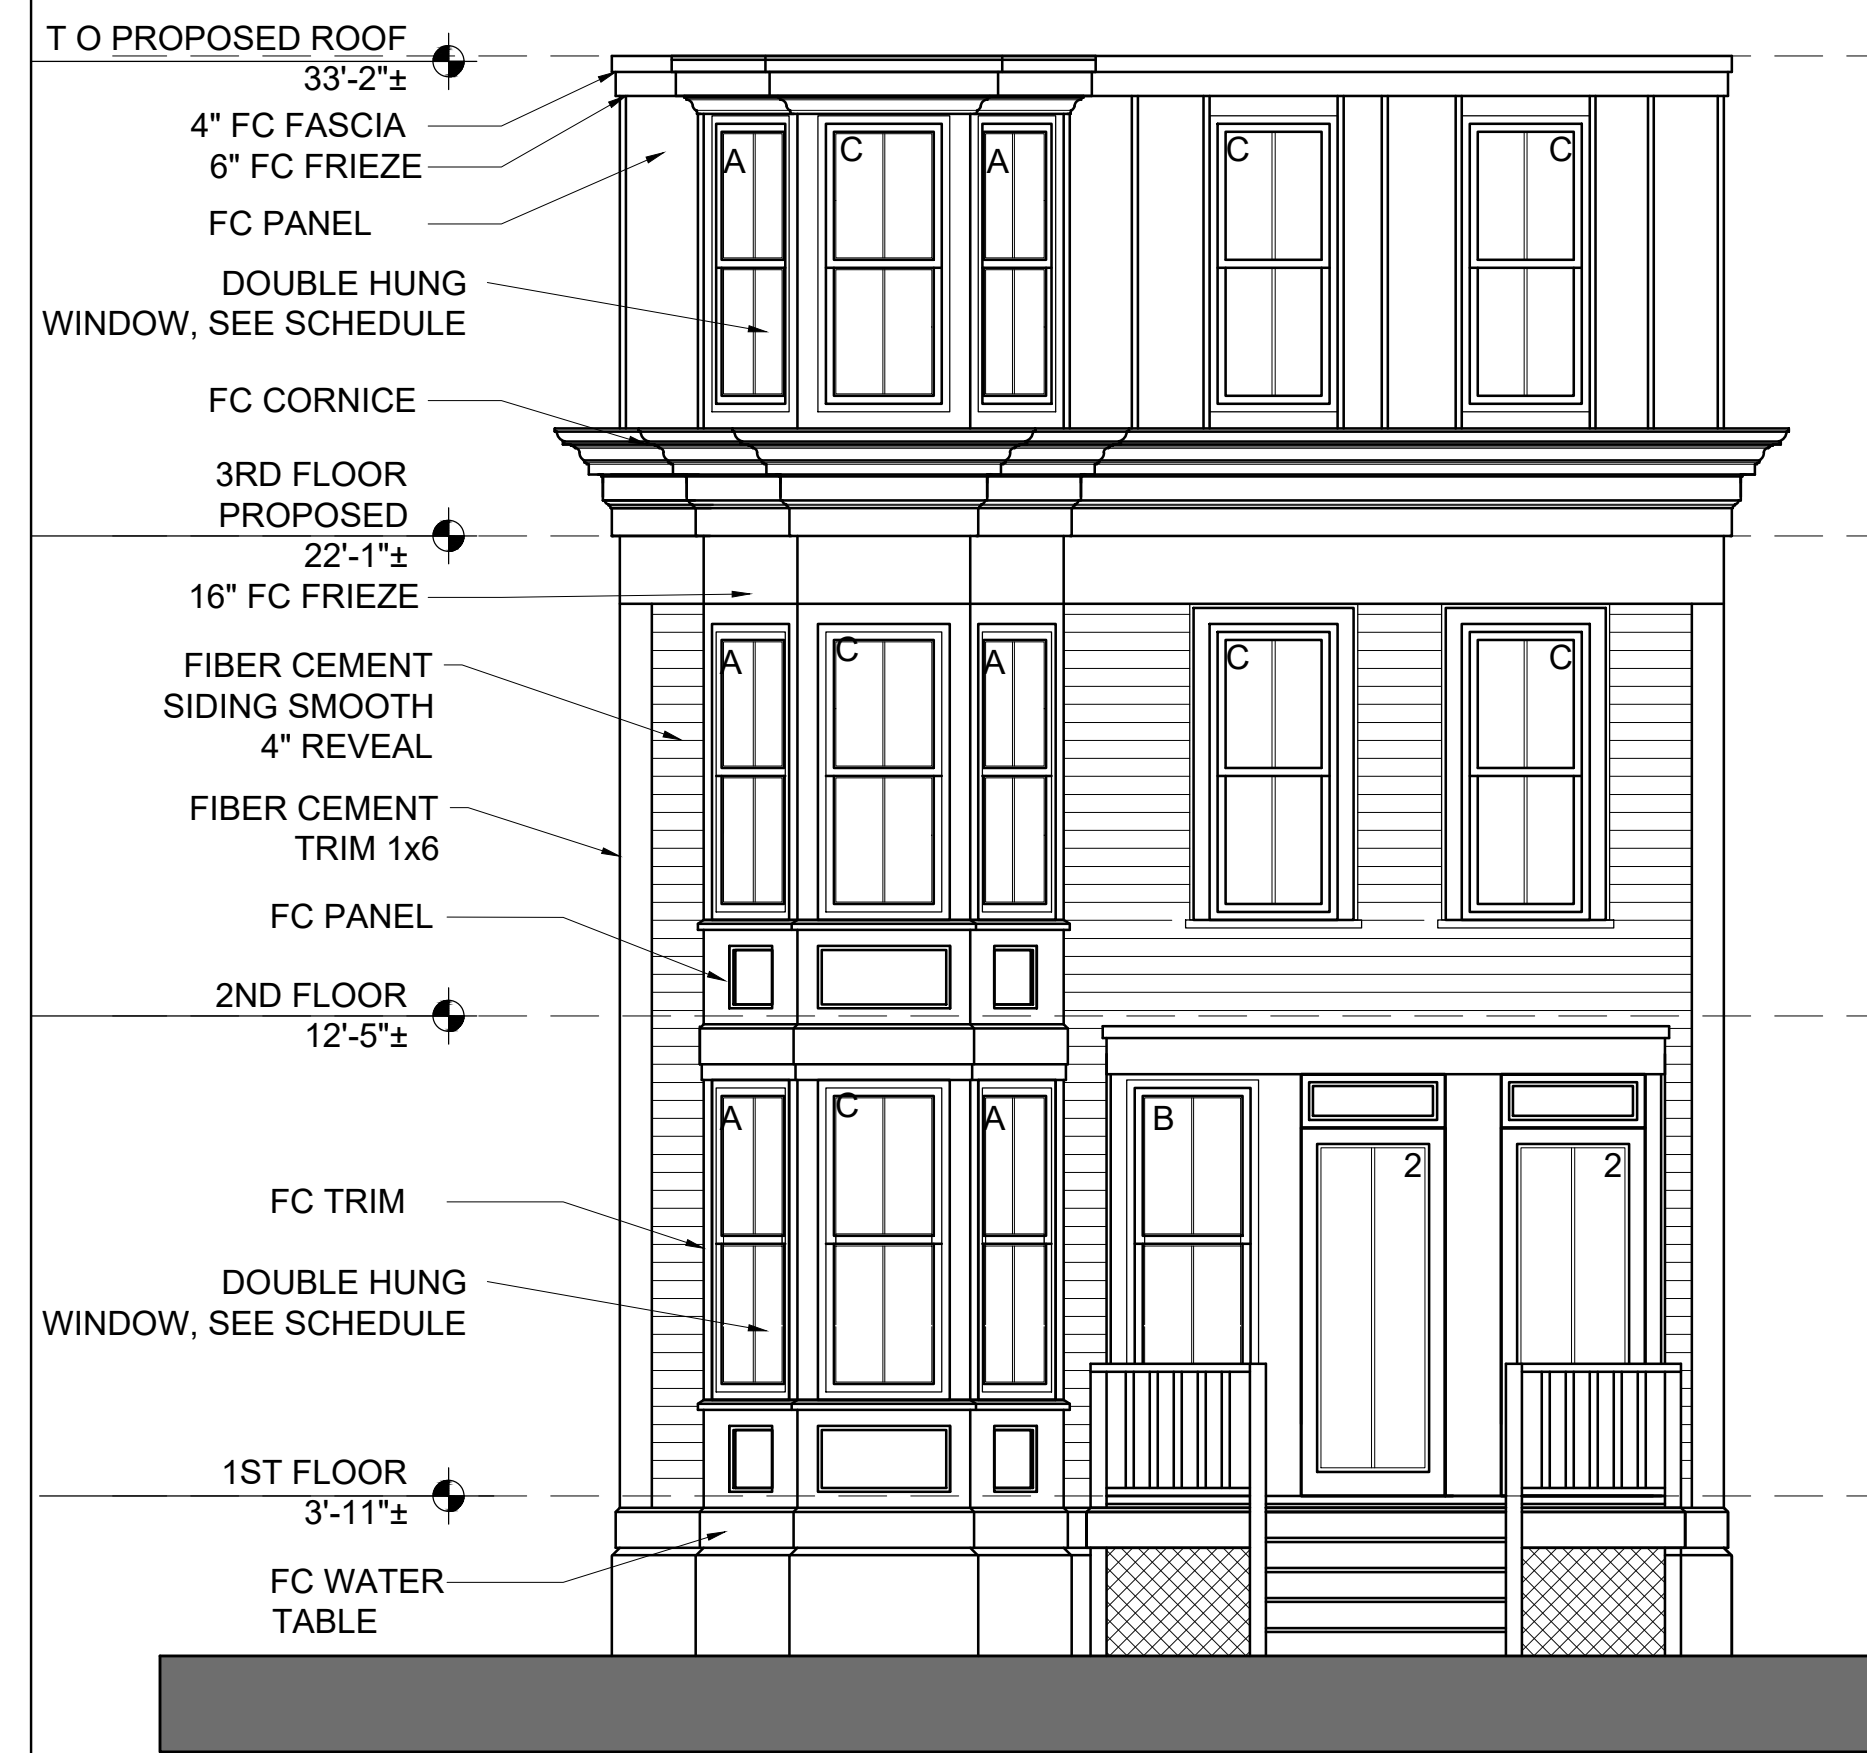 T O PROPOSED ROOF
33'-2"±
4" FC FASCIA
6" FC FRIEZE
FC PANEL
DOUBLE HUNG
WINDOW, SEE SCHEDULE
FC CORNICE
3RD FLOOR
PROPOSED
22'-1"±
16" FC FRIEZE
FIBER CEMENT
SIDING SMOOTH
4" REVEAL
FIBER CEMENT
TRIM 1x6
FC PANEL
2ND FLOOR
12'-5"±
FC TRIM
DOUBLE HUNG
WINDOW, SEE SCHEDULE
1ST FLOOR
3'-11"±
FC WATER
TABLE
A C A C C
A C A C C
A C A B 2 2